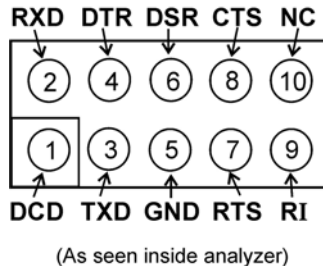 RXD DTR DSR CTS NC
2 4 6 8 10
1 3 5 7 9
DCD TXD GND RTS RI
(As seen inside analyzer)